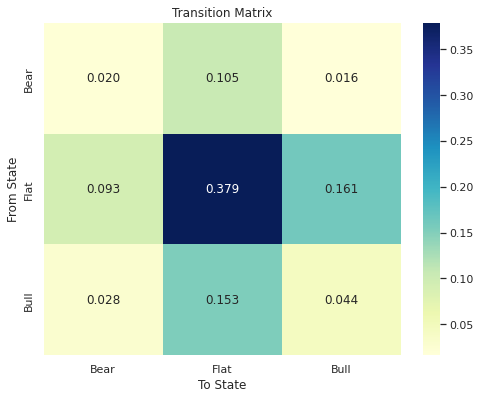 Transition Matrix
Bear
0.020 0.105 0.016
Flat
0.093 0.379 0.161
Bull
0.028 0.153 0.044
From State
Bear Flat Bull
To State
0.35
0.30
0.25
0.20
0.15
0.10
0.05